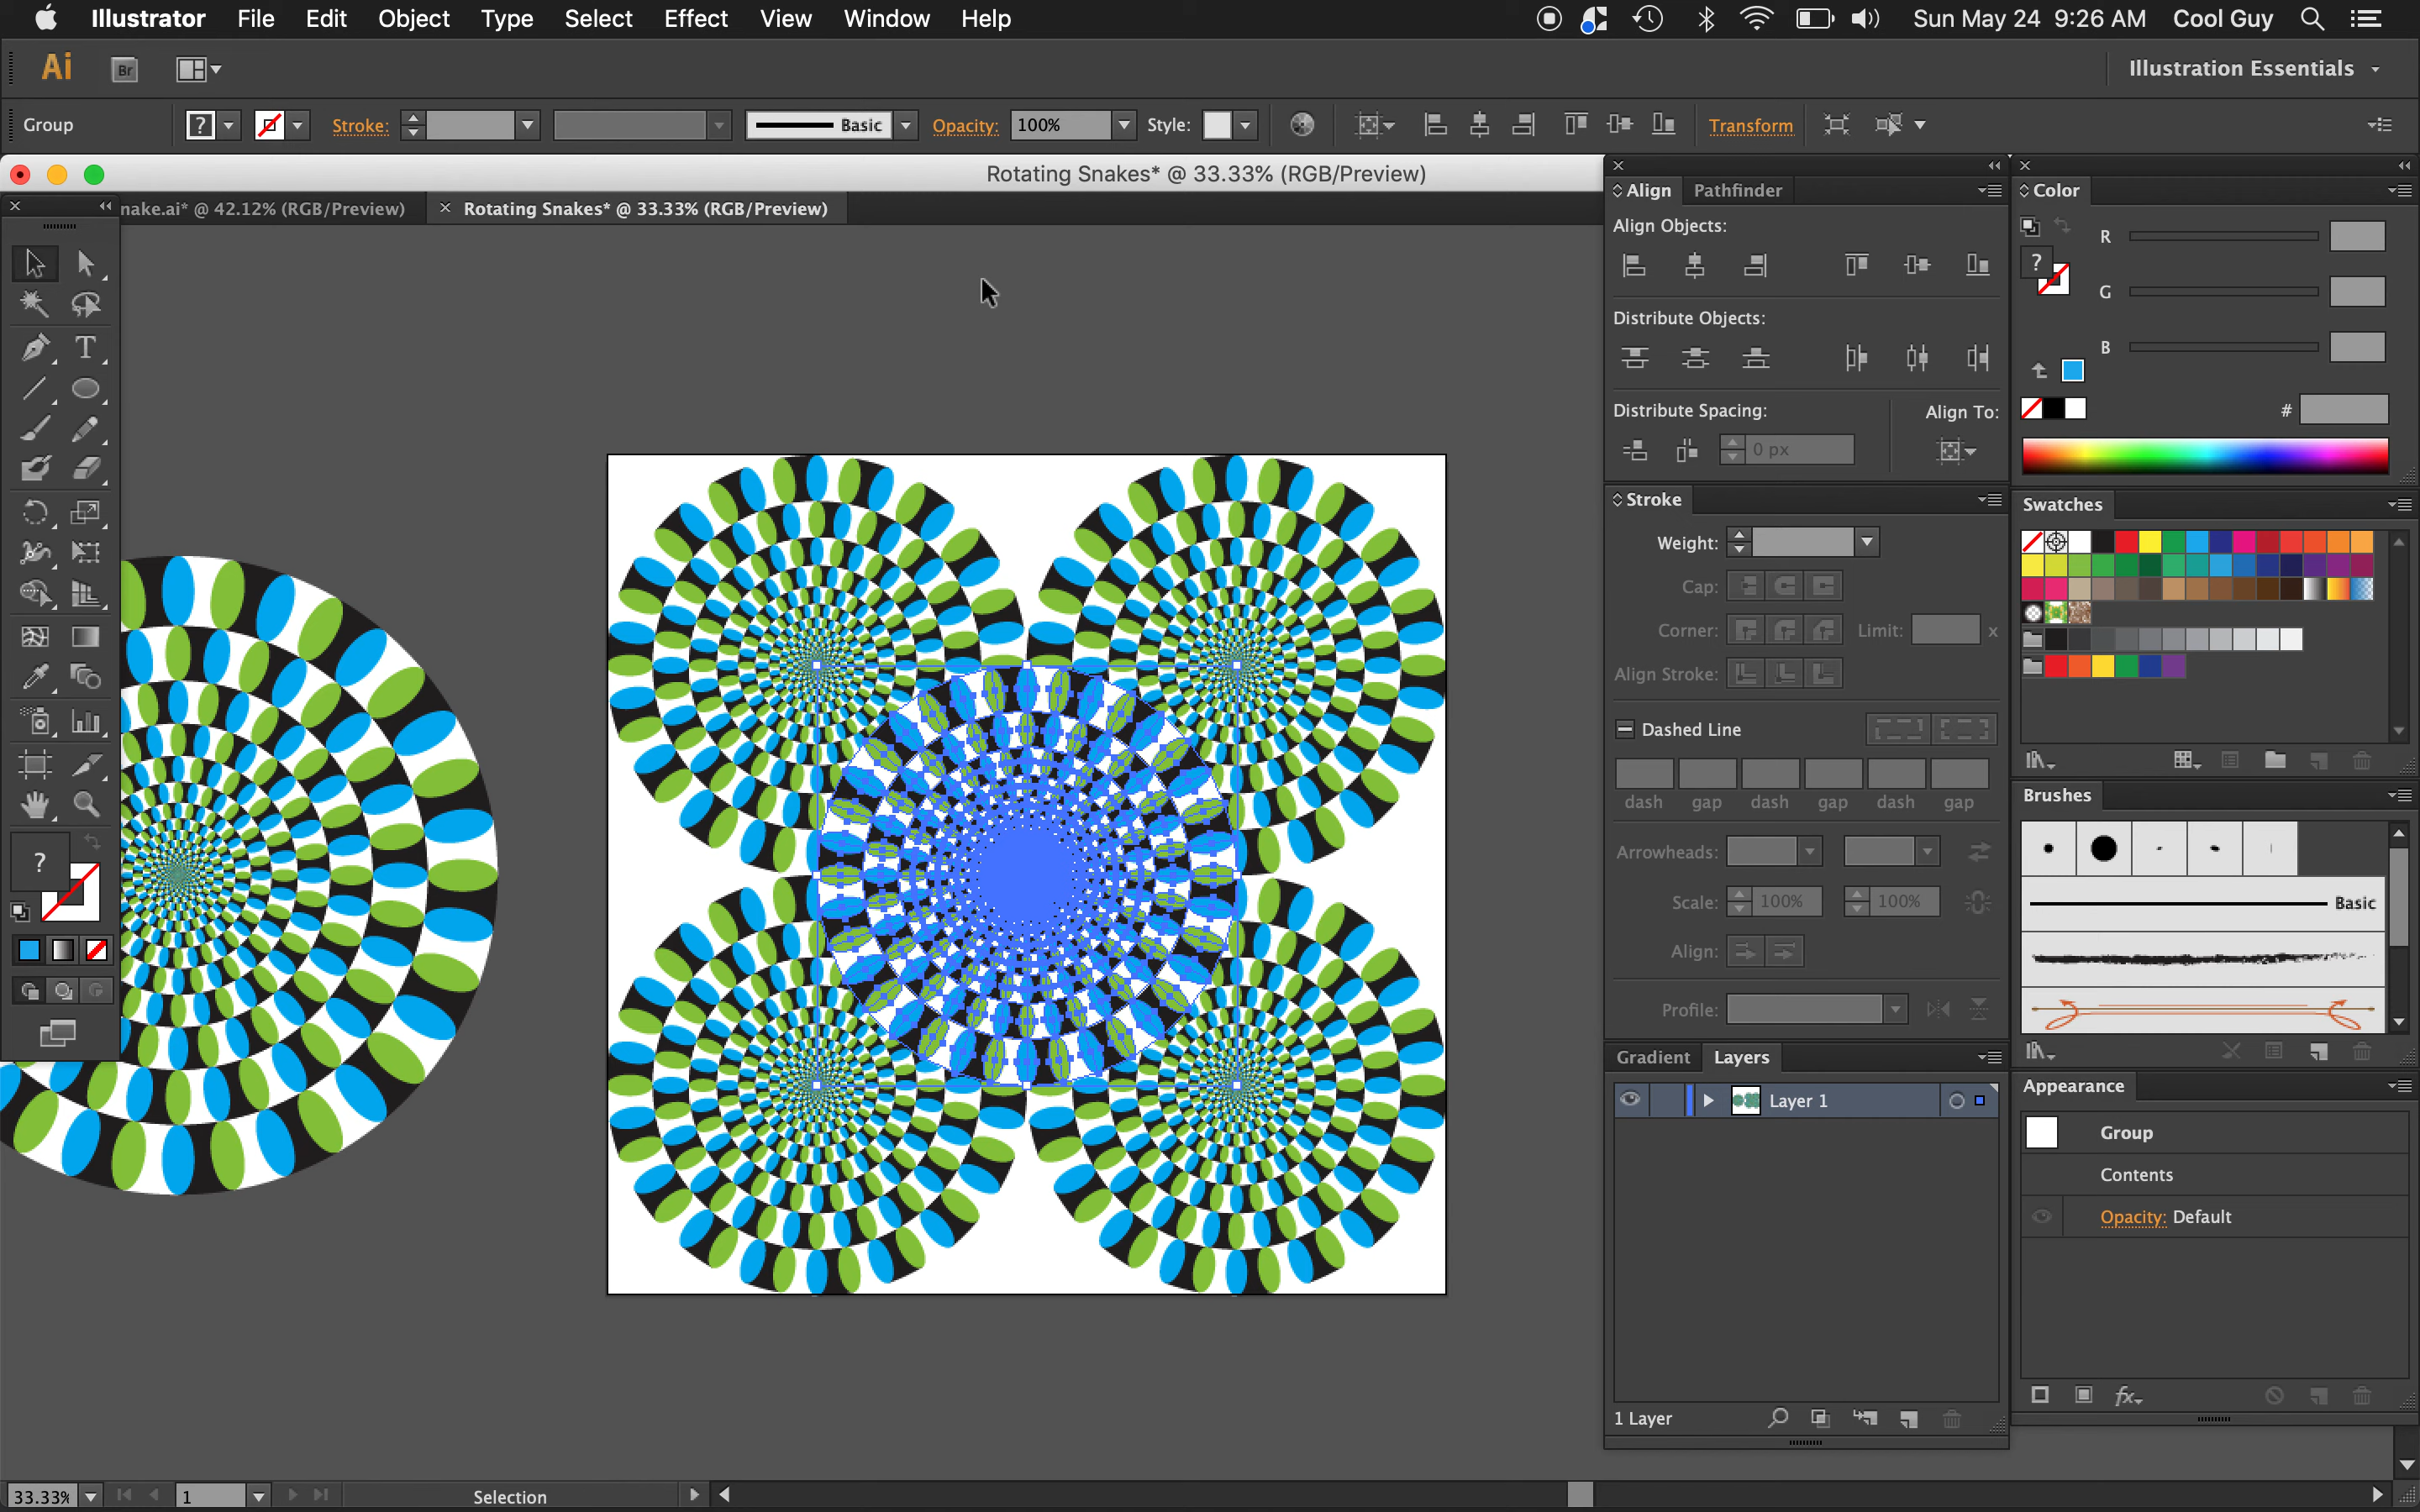 Illustrator File Edit Object Type Select Effect View Window Help Sun May 24 9:26 AM Cool Guy
Ai Br Illustration Essentials
Group ? Stroke: Basic Opacity: 100% Style: Transform
Rotating Snakes* @ 33.33% (RGB/Preview)
nake.ai* @ 42.12% (RGB/Preview) × Rotating Snakes* @ 33.33% (RGB/Preview)
T
?
Align Pathfinder
Align Objects:
Distribute Objects:
Distribute Spacing: Align To:
0 px
Stroke
Weight:
Cap:
Corner: Limit: x
Align Stroke:
Dashed Line
dash gap dash gap dash gap
Arrowheads:
Scale: 100% 100%
Align:
Profile:
Gradient Layers
Layer 1
1 Layer
Color
R
? G
B
#
Swatches
Brushes
Basic
Appearance
Group
Contents
Opacity: Default
fx
33.33% 1 Selection